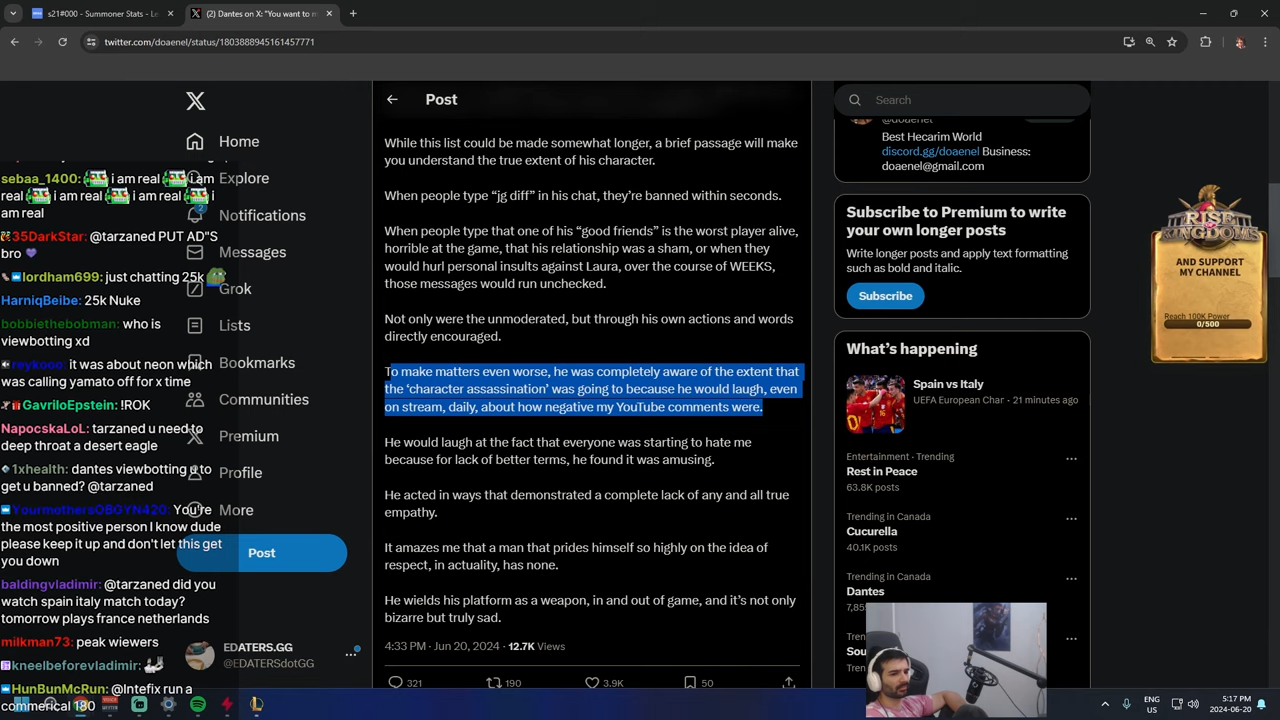 s21#000 - Summoner Stats - Le
(2) Dantes on X: "You want to m
twitter.com/doaenel/status/1803888945161457771
Post
While this list could be made somewhat longer, a brief passage will make
you understand the true extent of his character.
When people type “jg diff” in his chat, they're banned within seconds.
When people type that one of his “good friends” is the worst player alive,
horrible at the game, that his relationship was a sham, or when they
would hurl personal insults against Laura, over the course of WEEKS,
those messages would run unchecked.
Not only were the unmoderated, but through his own actions and words
directly encouraged.
To make matters even worse, he was completely aware of the extent that
the ‘character assassination’ was going to because he would laugh, even
on stream, daily, about how negative my YouTube comments were.
He would laugh at the fact that everyone was starting to hate me
because for lack of better terms, he found it was amusing.
He acted in ways that demonstrated a complete lack of any and all true
empathy.
It amazes me that a man that prides himself so highly on the idea of
respect, in actuality, has none.
He wields his platform as a weapon, in and out of game, and it's not only
bizarre but truly sad.
4:33 PM · Jun 20, 2024 · 12.7K Views
321
190
3.9K
50
Home
Explore
2
Notifications
Messages
Grok
Lists
Bookmarks
Communities
Premium
Profile
More
Post
EDATERS.GG
@EDATERSdotGG
sebaa_1400: i am real i am
real i am real i am real i
am real
35DarkStar: @tarzaned PUT AD"S
bro
lordham699: just chatting 25k
HarniqBeibe: 25k Nuke
bobbiethebobman: who is
viewbotting xd
reykooo: it was about neon which
was calling yamato off for x time
GavriloEpstein: !ROK
NapocskaLoL: tarzaned u need to
deep throat a desert eagle
1xhealth: dantes viewbotting u to
get u banned? @tarzaned
YourmothersOBGYN420: You're
the most positive person I know dude
please keep it up and don't let this get
you down
baldingvladimir: @tarzaned did you
watch spain italy match today?
tomorrow plays france netherlands
milkman73: peak wiewers
kneelbeforevladimir:
HunBunMcRun: @Intefix run a
commerical 180
Search
@doaenel
Best Hecarim World
discord.gg/doaenel Business:
doaenel@gmail.com
Subscribe to Premium to write
your own longer posts
Write longer posts and apply text formatting
such as bold and italic.
Subscribe
What's happening
Spain vs Italy
UEFA European Char · 21 minutes ago
Entertainment · Trending
Rest in Peace
63.8K posts
Trending in Canada
Cucurella
40.1K posts
Trending in Canada
Dantes
7,85
Sou
RISE
KINGDOMS
AND SUPPORT
MY CHANNEL
Reach 100K Power
0/500
ENG
US
5:17 PM
2024-06-20